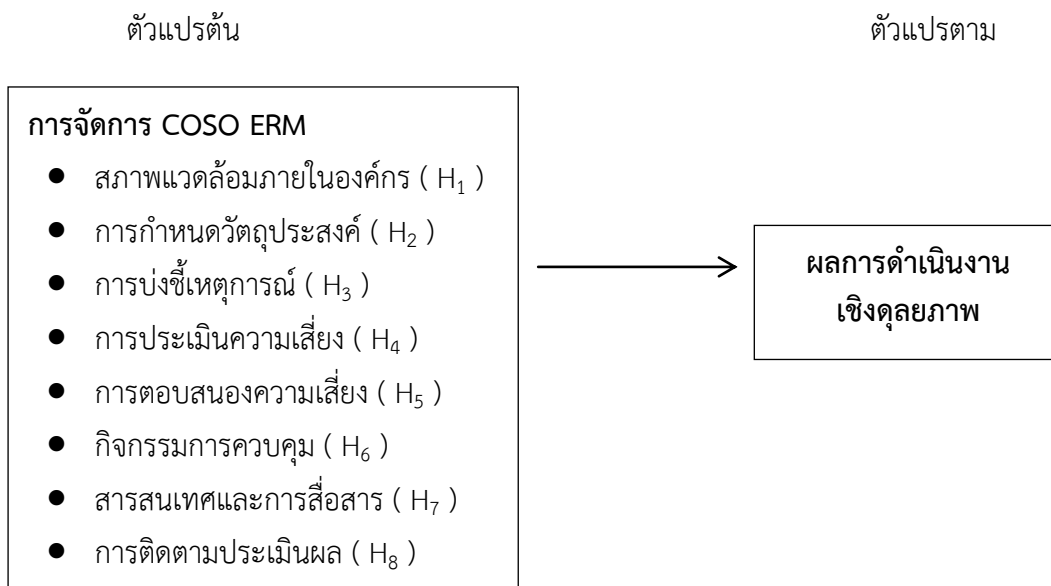 ตัวแปรต้น
ตัวแปรตาม
การจัดการ COSO ERM
● สภาพแวดล้อมภายในองค์กร ( H₁ )
● การกำหนดวัตถุประสงค์ ( H₂ )
● การบ่งชี้เหตุการณ์ ( H₃ )
● การประเมินความเสี่ยง ( H₄ )
● การตอบสนองความเสี่ยง ( H₅ )
● กิจกรรมการควบคุม ( H₆ )
● สารสนเทศและการสื่อสาร ( H₇ )
● การติดตามประเมินผล ( H₈ )
ผลการดำเนินงาน
เชิงดุลยภาพ